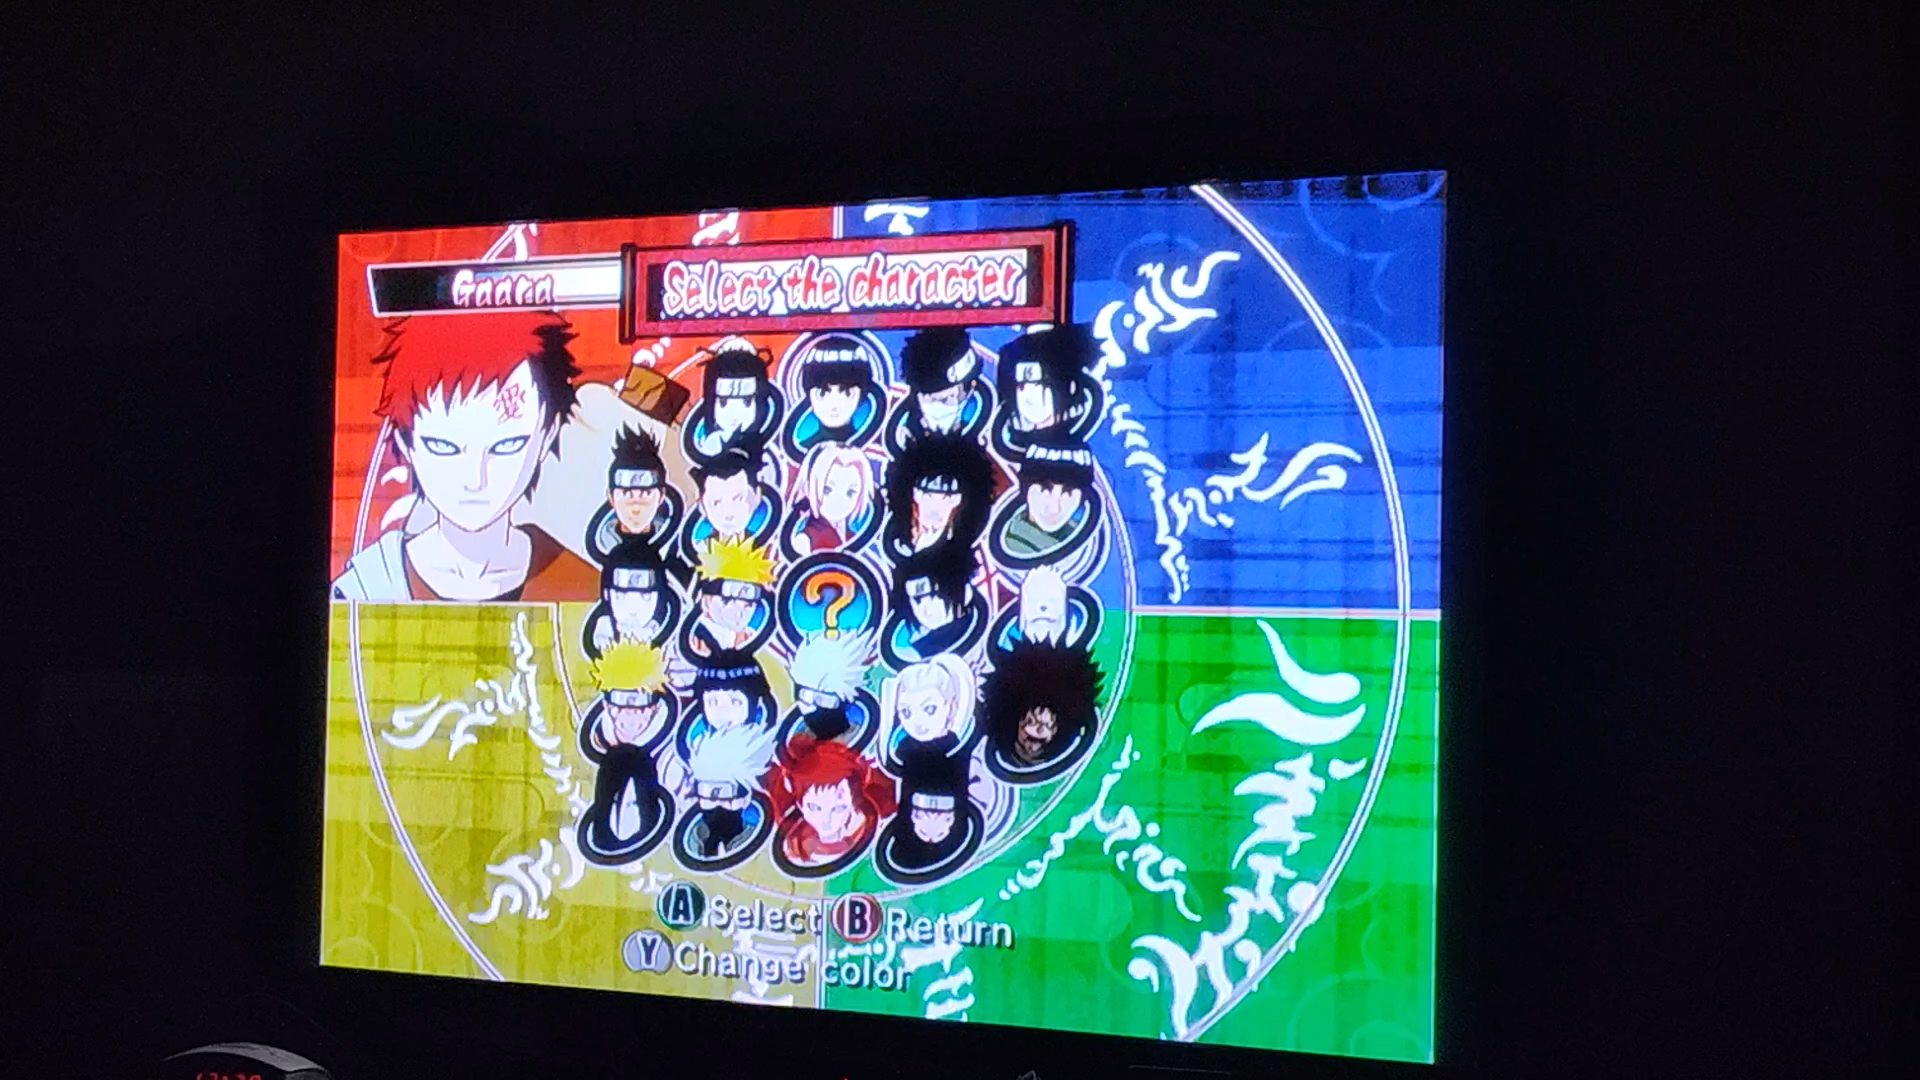 Gaara
Select the character
?
A Select B Return
Y Change color